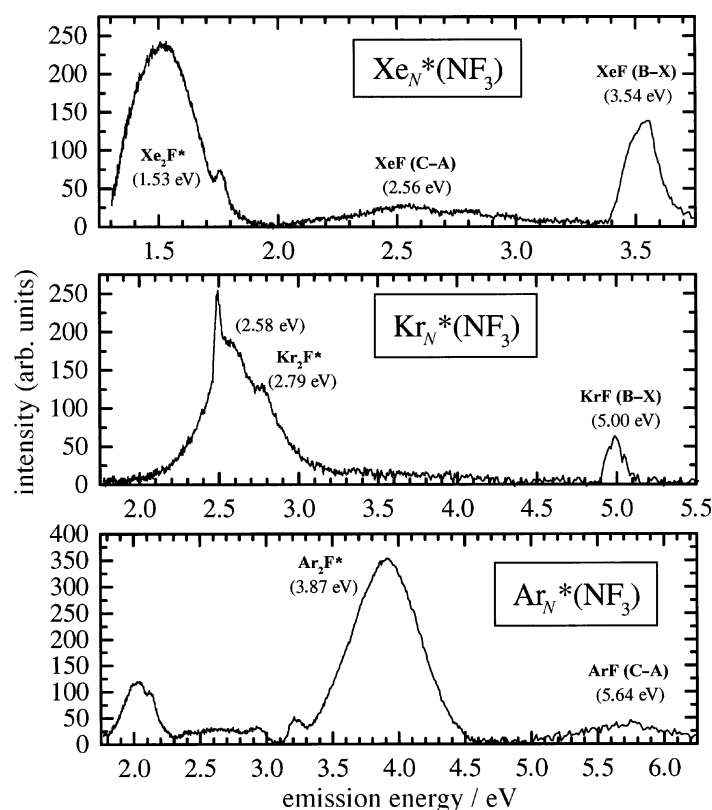 250
200
150
100
50
0
Xe_N*(NF₃)
XeF (B–X)
(3.54 eV)
Xe₂F*
(1.53 eV)
XeF (C–A)
(2.56 eV)
1.5 2.0 2.5 3.0 3.5
intensity (arb. units)
250
200
150
100
50
0
(2.58 eV)
Kr₂F*
(2.79 eV)
Kr_N*(NF₃)
KrF (B–X)
(5.00 eV)
2.0 2.5 3.0 3.5 4.0 4.5 5.0 5.5
400
350
300
250
200
150
100
50
0
Ar₂F*
(3.87 eV)
Ar_N*(NF₃)
ArF (C–A)
(5.64 eV)
2.0 2.5 3.0 3.5 4.0 4.5 5.0 5.5 6.0
emission energy / eV